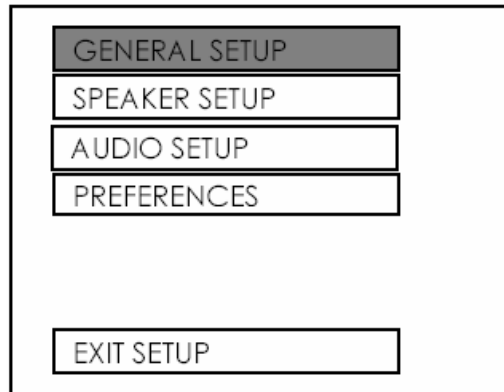 GENERAL SETUP
SPEAKER SETUP
AUDIO SETUP
PREFERENCES
EXIT SETUP